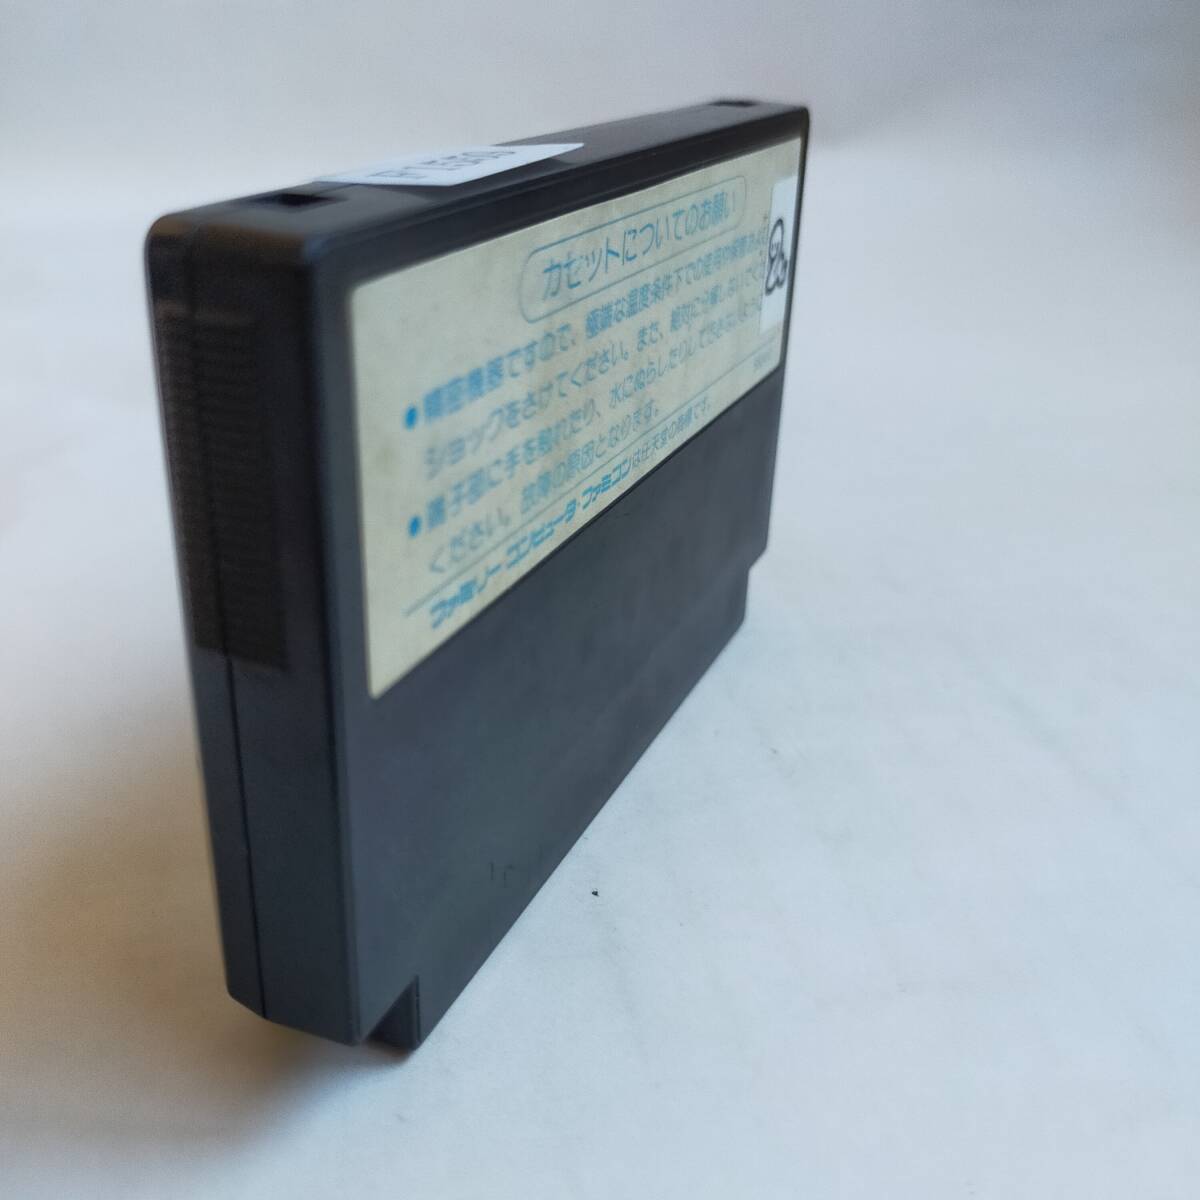 F15503
カセットについてのお願い
●精密機器ですので、極端な温度条件下での使用や保管および
ショックをさけてください。また、絶対に分解しないでください。
●端子部に手を触れたり、水にぬらしたりしてよごさないように
ください。故障の原因となります。
ファミリーコンピュータ・ファミコンは任天堂の商標です。